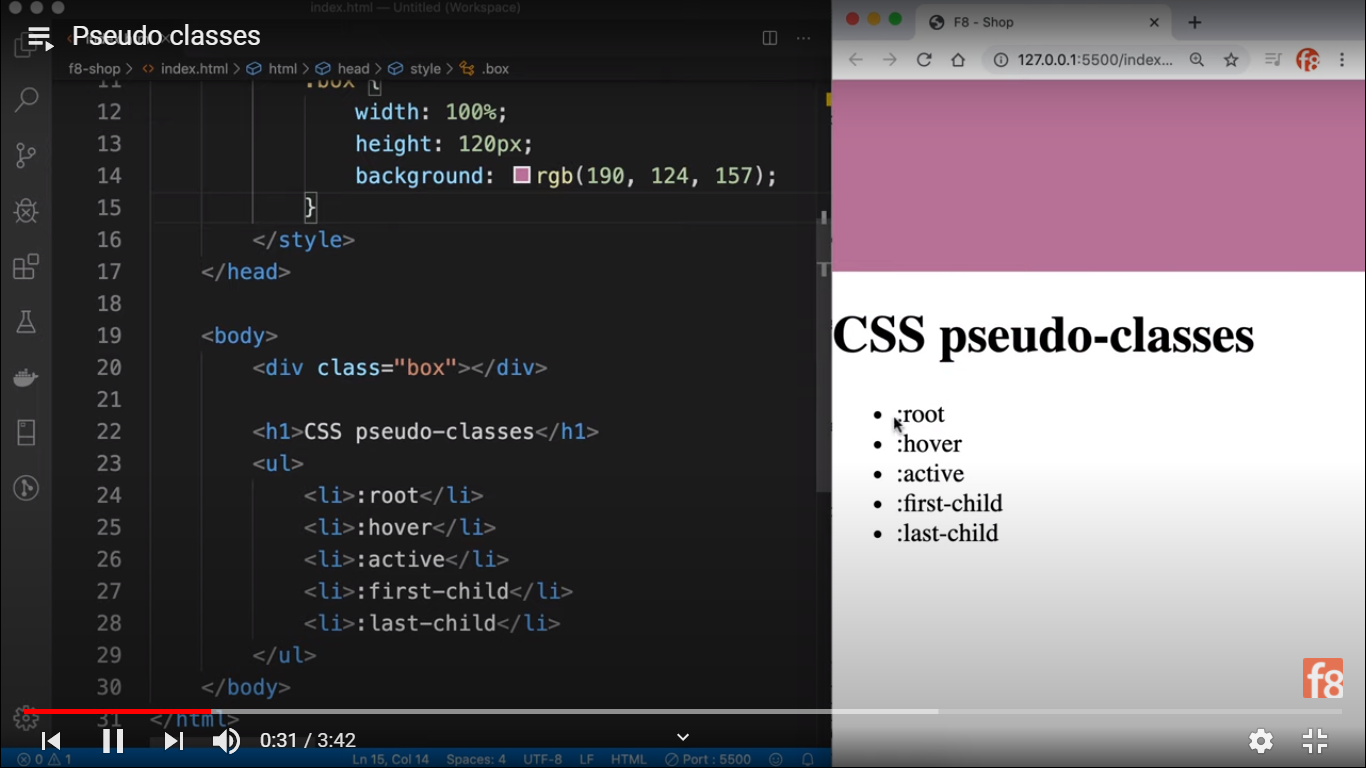 index.html — Untitled (Workspace)
Pseudo classes
f8-shop > <> index.html > html > head > style > .box
11 .box {
12 width: 100%;
13 height: 120px;
14 background: rgb(190, 124, 157);
15 }
16 </style>
17 </head>
18
19 <body>
20 <div class="box"></div>
21
22 <h1>CSS pseudo-classes</h1>
23 <ul>
24 <li>:root</li>
25 <li>:hover</li>
26 <li>:active</li>
27 <li>:first-child</li>
28 <li>:last-child</li>
29 </ul>
30 </body>
31 </html>
0:31 / 3:42
0 1 Ln 15, Col 14 Spaces: 4 UTF-8 LF HTML Port : 5500
F8 - Shop
127.0.0.1:5500/index...
f8
CSS pseudo-classes
• :root
• :hover
• :active
• :first-child
• :last-child
f8